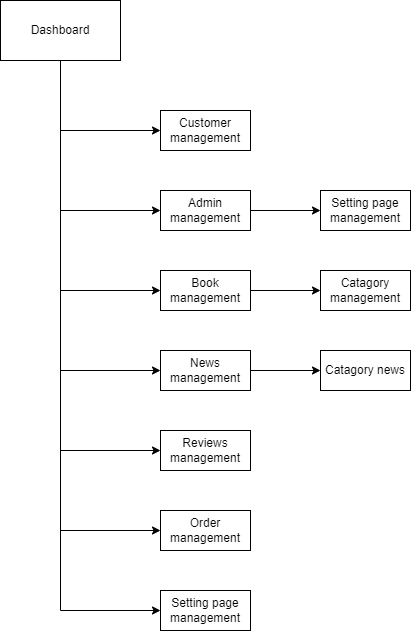 Dashboard
Customer
management
Admin
management
Setting page
management
Book
management
Catagory
management
News
management
Catagory news
Reviews
management
Order
management
Setting page
management